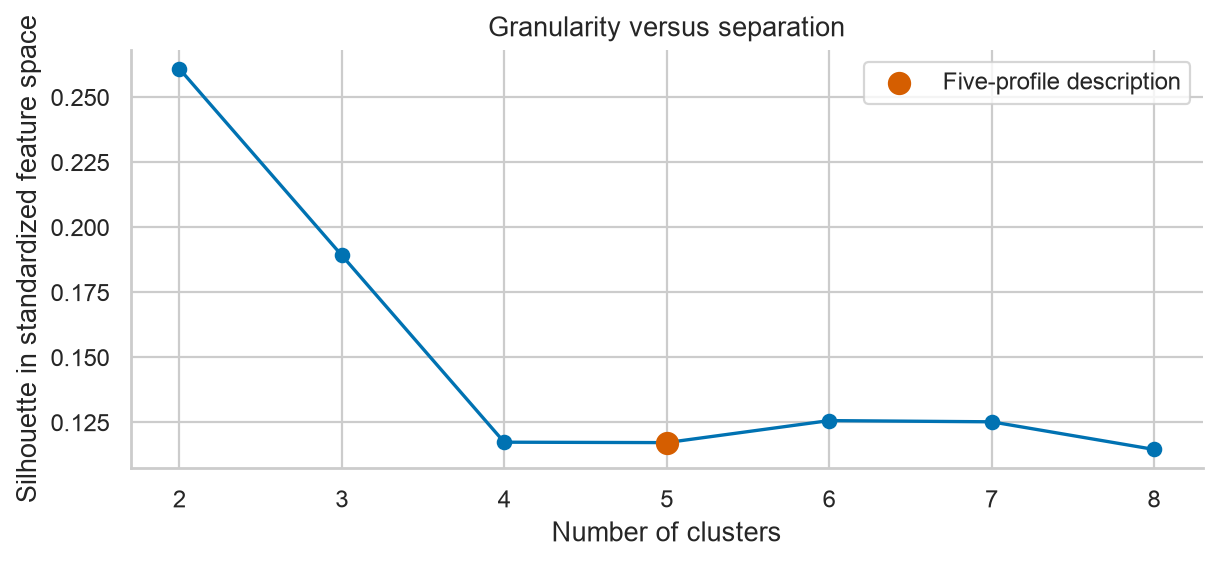 Granularity versus separation
Silhouette in standardized feature space
0.250
0.225
0.200
0.175
0.150
0.125
Five-profile description
2 3 4 5 6 7 8
Number of clusters